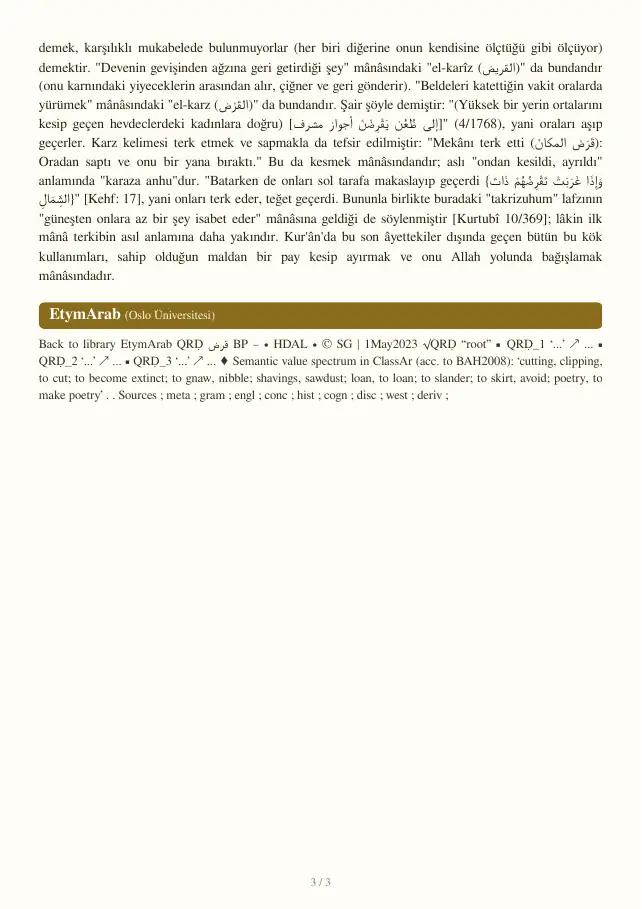 demek, karşılıklı mukabelede bulunmuyorlar (her biri diğerine onun kendisine ölçtüğü gibi ölçüyor)
demektir. "Devenin gevişinden ağzına geri getirdiği şey" mânâsındaki "el-karîz (القريض)" da bundandır
(onu karnındaki yiyeceklerin arasından alır, çiğner ve geri gönderir). "Beldeleri katettiğin vakit oralarda
yürümek" mânâsındaki "el-karz (القَرْض)" da bundandır. Şair şöyle demiştir: "(Yüksek bir yerin ortalarını
kesip geçen hevdeclerdeki kadınlara doğru) [إلى ظُعُن يَقْرِضْنَ أجواز مشرف]" (4/1768), yani oraları aşıp
geçerler. Karz kelimesi terk etmek ve sapmakla da tefsir edilmiştir: "Mekânı terk etti (قَرَضَ المكان):
Oradan saptı ve onu bir yana bıraktı." Bu da kesmek mânâsındandır; aslı "ondan kesildi, ayrıldı"
anlamında "karaza anhu"dur. "Batarken de onları sol tarafa makaslayıp geçerdi {وَإِذَا غَرَبَتْ تَقْرِضُهُمْ ذَاتَ
الشِّمَالِ}" [Kehf: 17], yani onları terk eder, teğet geçerdi. Bununla birlikte buradaki "takrizuhum" lafzının
"güneşten onlara az bir şey isabet eder" mânâsına geldiği de söylenmiştir [Kurtubî 10/369]; lâkin ilk
mânâ terkibin asıl anlamına daha yakındır. Kur'ân'da bu son âyettekiler dışında geçen bütün bu kök
kullanımları, sahip olduğun maldan bir pay kesip ayırmak ve onu Allah yolunda bağışlamak
mânâsındadır.
EtymArab (Oslo Üniversitesi)
Back to library EtymArab QRḌ قرض BP – • HDAL • © SG | 1May2023 √QRḌ “root” ▪ QRḌ_1 ‘...’ ↗ ... ▪
QRḌ_2 ‘...’ ↗ ... ▪ QRḌ_3 ‘...’ ↗ ... ♦ Semantic value spectrum in ClassAr (acc. to BAH2008): ‘cutting, clipping,
to cut; to become extinct; to gnaw, nibble; shavings, sawdust; loan, to loan; to slander; to skirt, avoid; poetry, to
make poetry’ . . Sources ; meta ; gram ; engl ; conc ; hist ; cogn ; disc ; west ; deriv ;
3 / 3